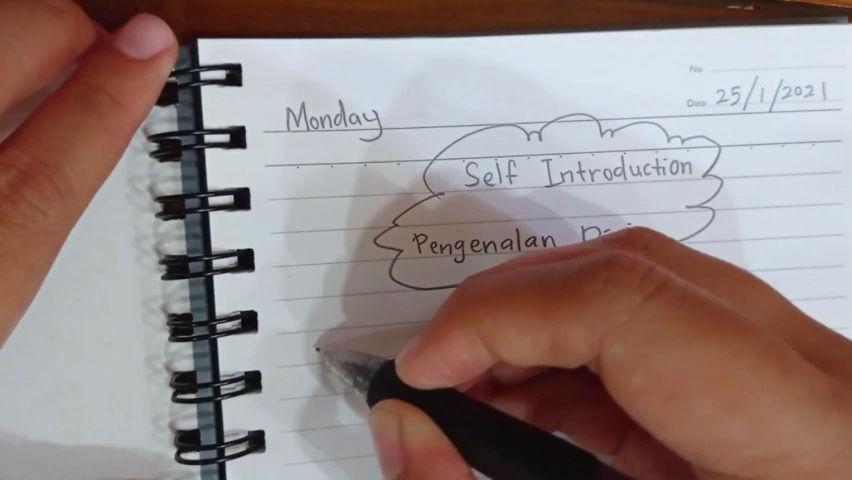 No
Date 25/1/2021
Monday
Self Introduction
Pengenalan